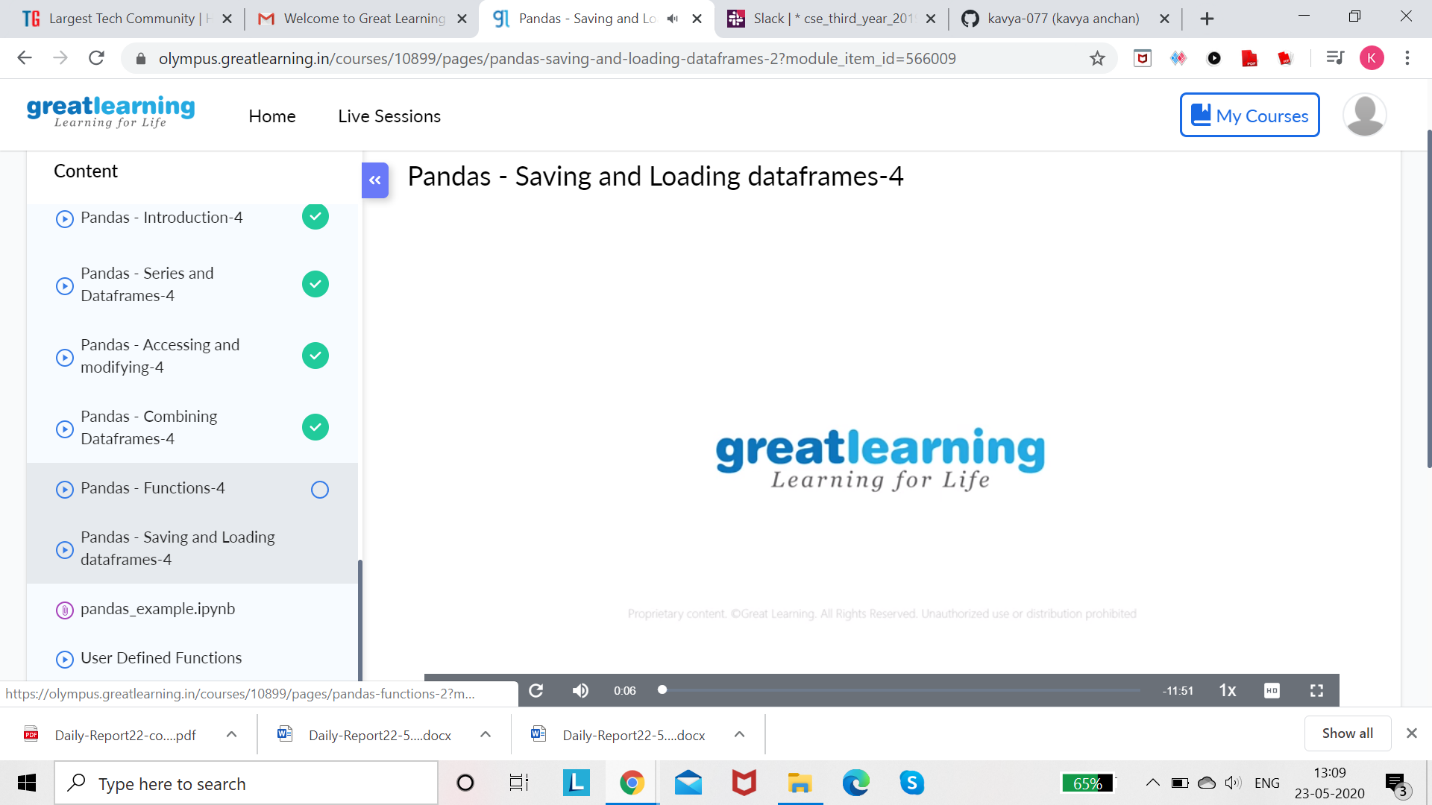 TG Largest Tech Community | H
Welcome to Great Learning
gl Pandas - Saving and Lo
Slack | * cse_third_year_201
kavya-077 (kavya anchan)
olympus.greatlearning.in/courses/10899/pages/pandas-saving-and-loading-dataframes-2?module_item_id=566009
K
greatlearning
Learning for Life
Home
Live Sessions
My Courses
Content
Pandas - Introduction-4
Pandas - Series and
Dataframes-4
Pandas - Accessing and
modifying-4
Pandas - Combining
Dataframes-4
Pandas - Functions-4
Pandas - Saving and Loading
dataframes-4
pandas_example.ipynb
User Defined Functions
Pandas - Saving and Loading dataframes-4
greatlearning
Learning for Life
Proprietary content. ©Great Learning. All Rights Reserved. Unauthorized use or distribution prohibited
0:06
-11:51
1x
HD
https://olympus.greatlearning.in/courses/10899/pages/pandas-functions-2?m...
Daily-Report22-co....pdf
Daily-Report22-5....docx
Daily-Report22-5....docx
Show all
Type here to search
L
65%
ENG
13:09
23-05-2020
3